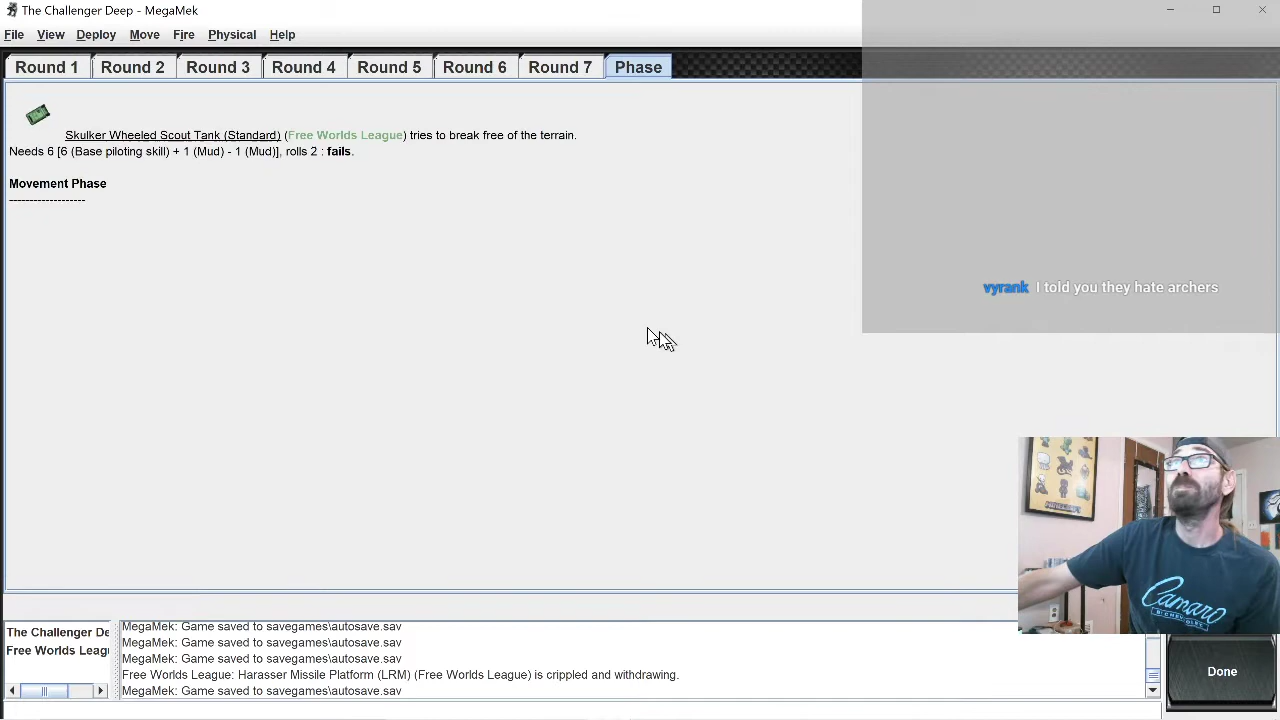 The Challenger Deep - MegaMek
File View Deploy Move Fire Physical Help
Round 1 Round 2 Round 3 Round 4 Round 5 Round 6 Round 7 Phase
Skulker Wheeled Scout Tank (Standard) (Free Worlds League) tries to break free of the terrain.
Needs 6 [6 (Base piloting skill) + 1 (Mud) - 1 (Mud)], rolls 2 : fails.
Movement Phase
-------------------
vyrank I told you they hate archers
Camaro
The Challenger De
Free Worlds Leag
MegaMek: Game saved to savegames\autosave.sav
MegaMek: Game saved to savegames\autosave.sav
MegaMek: Game saved to savegames\autosave.sav
Free Worlds League: Harasser Missile Platform (LRM) (Free Worlds League) is crippled and withdrawing.
MegaMek: Game saved to savegames\autosave.sav
Done